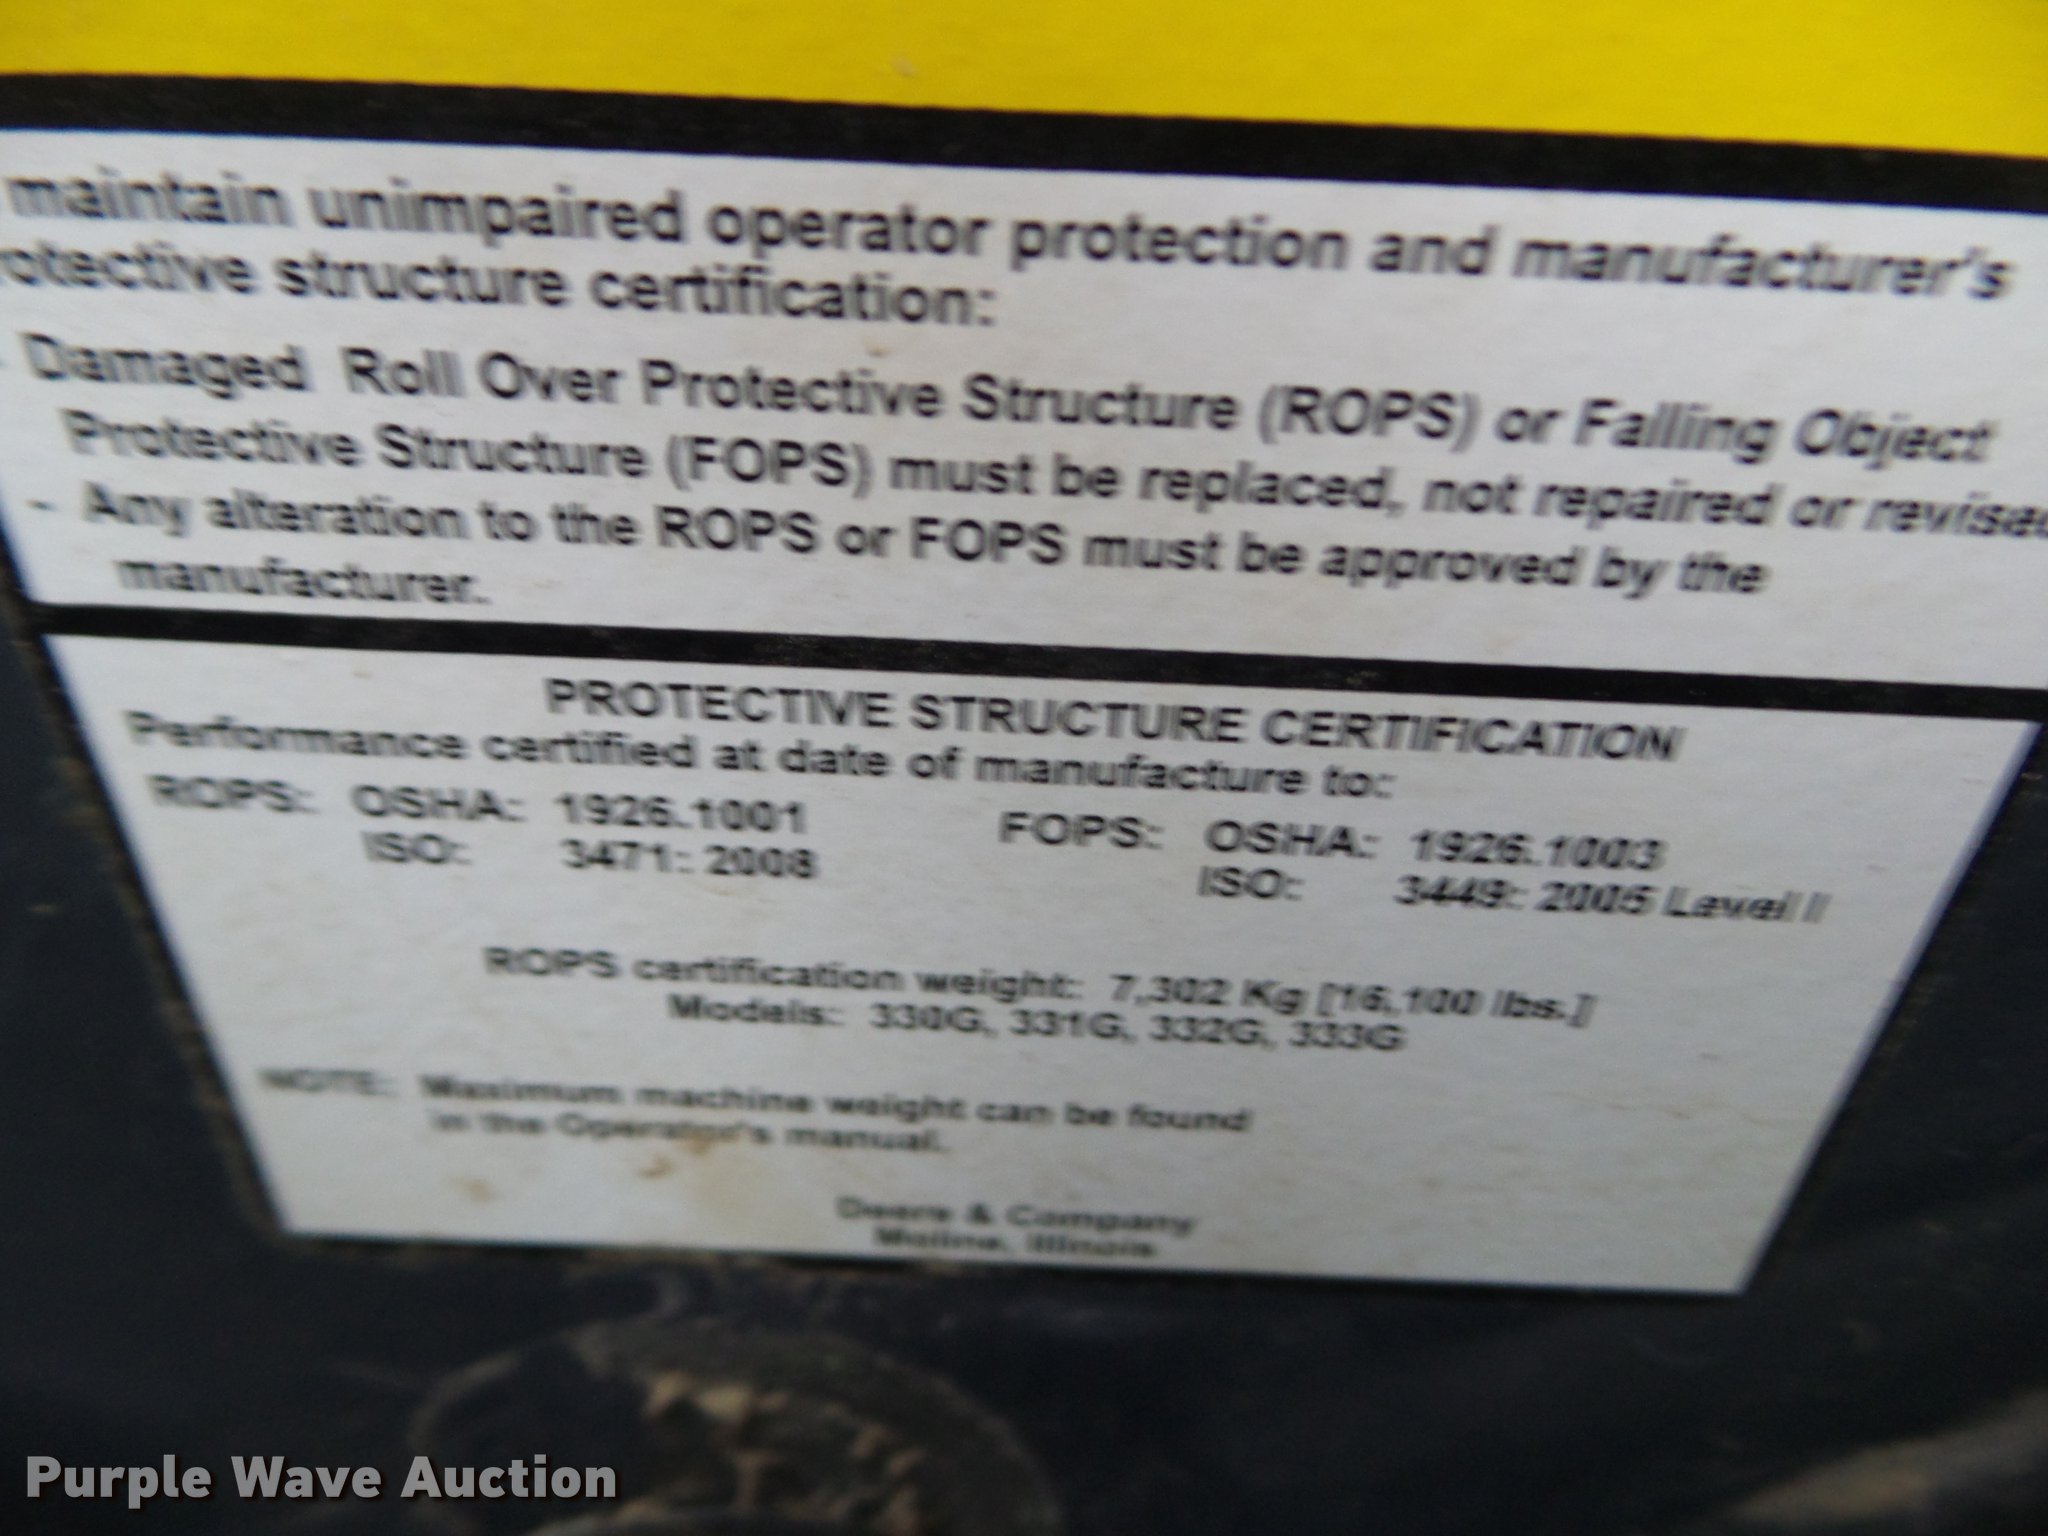 maintain unimpaired operator protection and manufacturer's
rotective structure certification:
- Damaged Roll Over Protective Structure (ROPS) or Falling Object
Protective Structure (FOPS) must be replaced, not repaired or revised
- Any alteration to the ROPS or FOPS must be approved by the
manufacturer.
PROTECTIVE STRUCTURE CERTIFICATION
Performance certified at date of manufacture to:
ROPS: OSHA: 1926.1001 FOPS: OSHA: 1926.1003
ISO: 3471: 2008 ISO: 3449: 2005 Level I
ROPS certification weight: 7,302 Kg [16,100 lbs.]
Models: 330G, 331G, 332G, 333G
NOTE: Maximum machine weight can be found
in the Operator's manual.
Deere & Company
Moline, Illinois
Purple Wave Auction